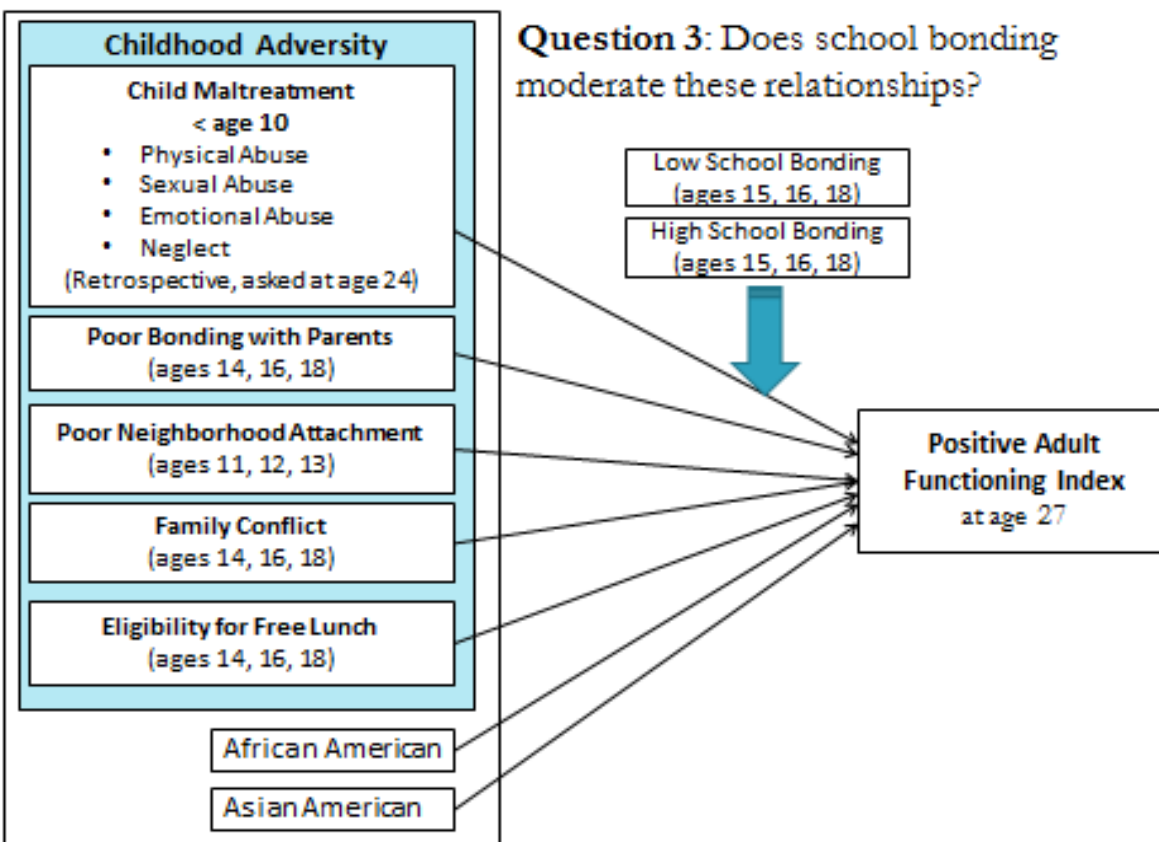 Childhood Adversity
Child Maltreatment
< age 10
• Physical Abuse
• Sexual Abuse
• Emotional Abuse
• Neglect
(Retrospective, asked at age 24)
Poor Bonding with Parents
(ages 14, 16, 18)
Poor Neighborhood Attachment
(ages 11, 12, 13)
Family Conflict
(ages 14, 16, 18)
Eligibility for Free Lunch
(ages 14, 16, 18)
African American
Asian American
Question 3: Does school bonding
moderate these relationships?
Low School Bonding
(ages 15, 16, 18)
High School Bonding
(ages 15, 16, 18)
Positive Adult
Functioning Index
at age 27